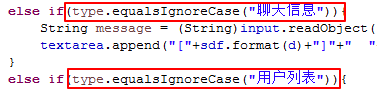 else if(type.equalsIgnoreCase("聊大信息")){
String message = (String)input.readObject(
textarea.append("["+sdf.format(d)+"]"+" "
}
else if(type.equalsIgnoreCase("用户列表")){